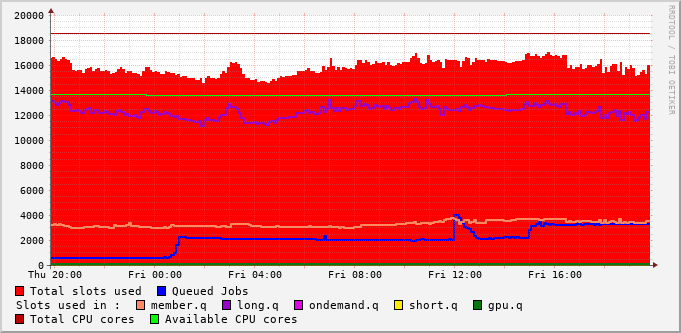 20000
18000
16000
14000
12000
10000
8000
6000
4000
2000
0
Thu 20:00 Fri 00:00 Fri 04:00 Fri 08:00 Fri 12:00 Fri 16:00
Total slots used Queued Jobs
Slots used in : member.q long.q ondemand.q short.q gpu.q
Total CPU cores Available CPU cores
RRDTOOL / TOBI OETIKER